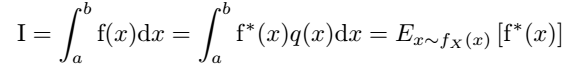 I = ∫_a^b f(x)dx = ∫_a^b f*(x)q(x)dx = E_{x∼f_X(x)} [f*(x)]